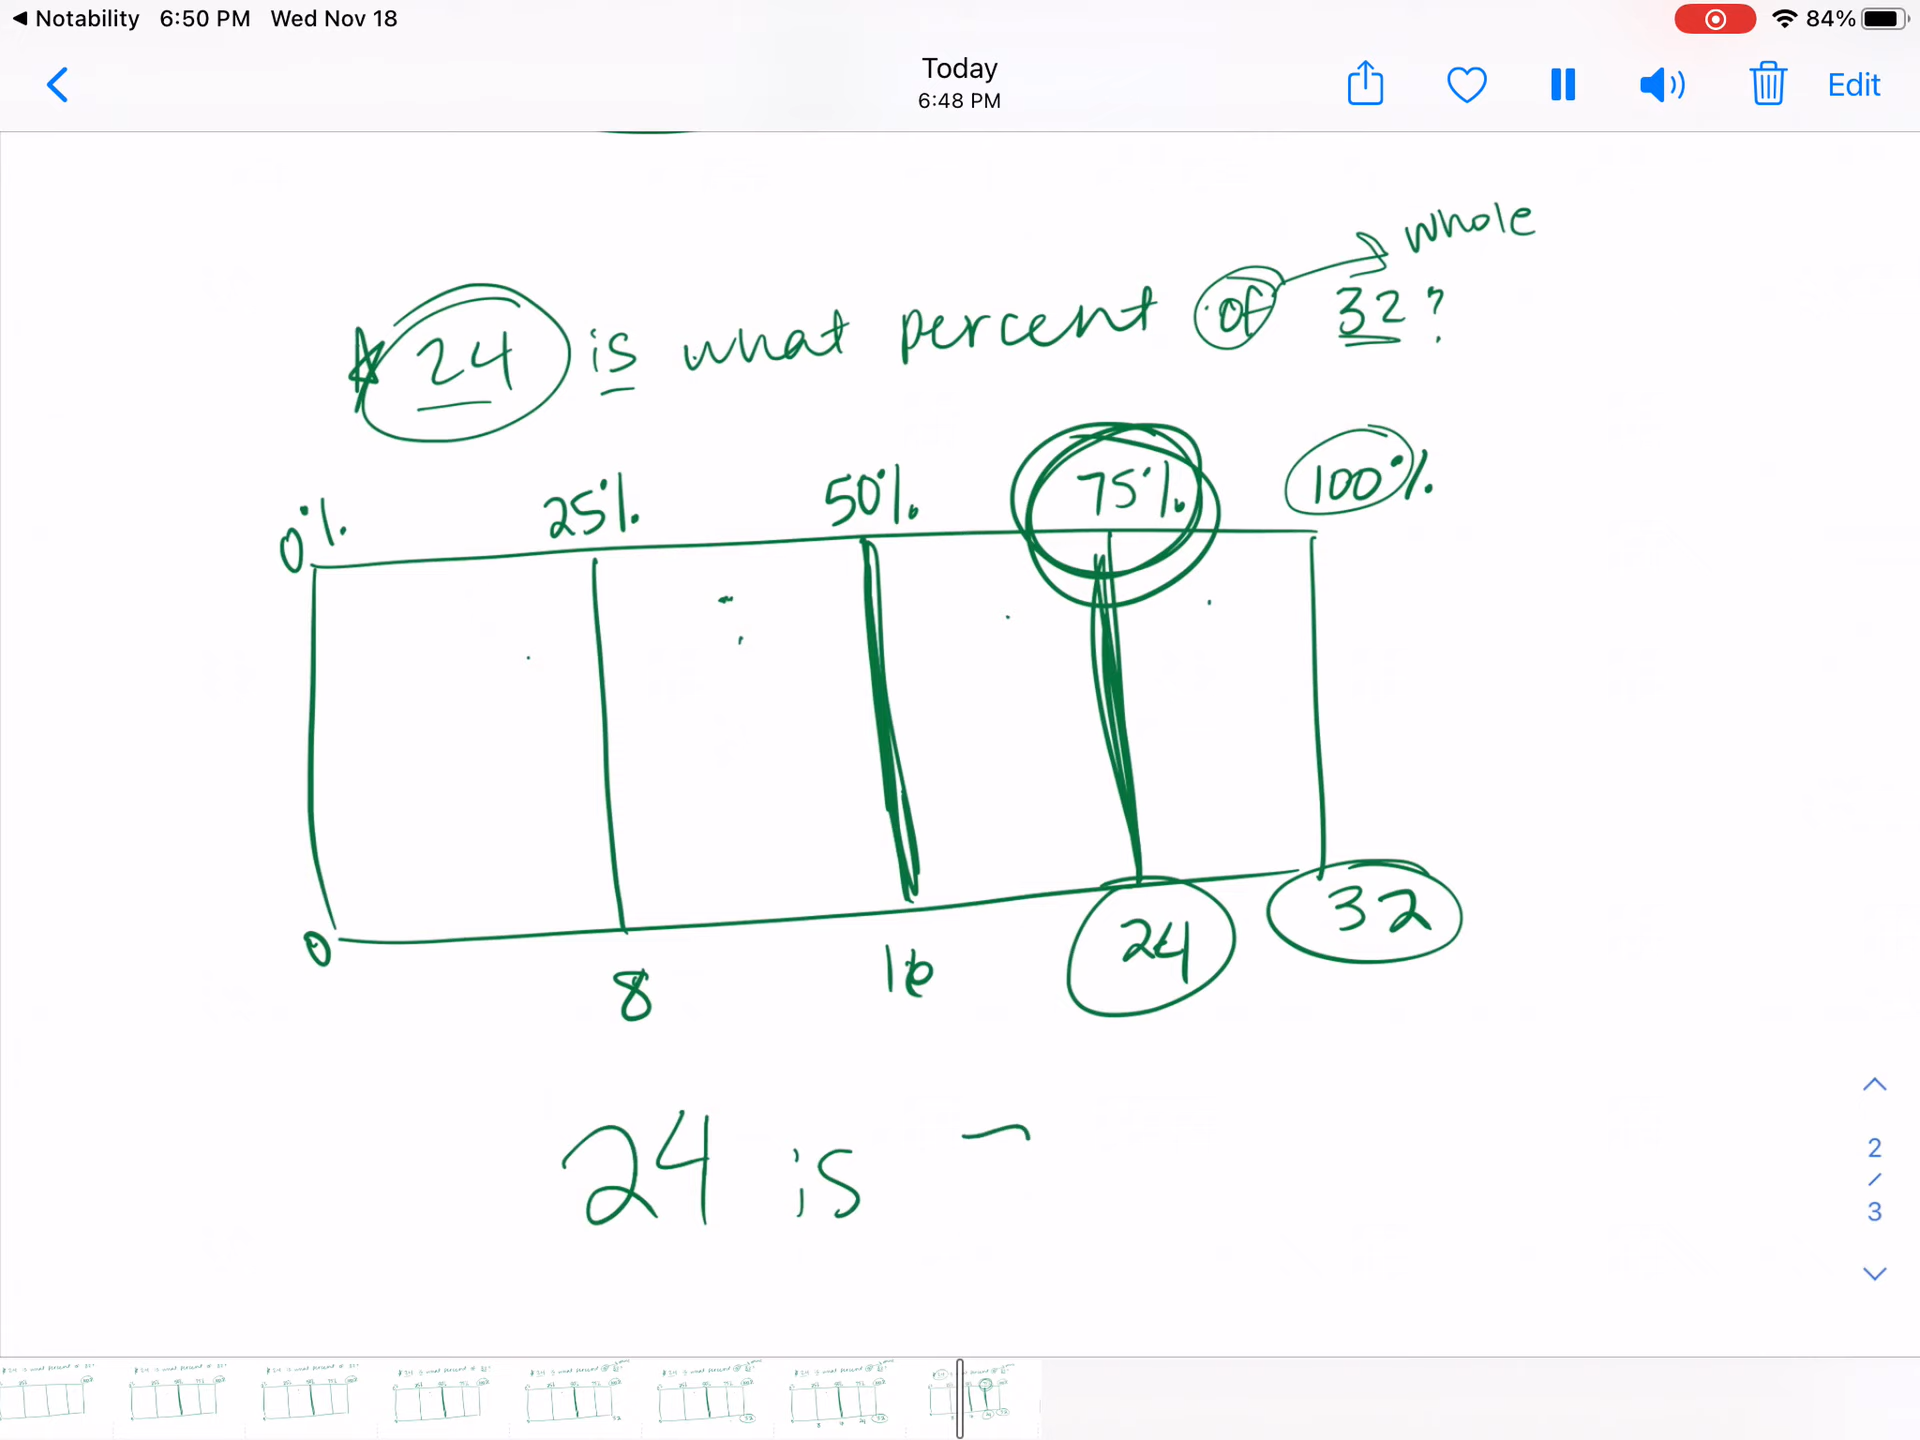 Notability 6:50 PM Wed Nov 18 84%
Today
6:48 PM
Edit
whole
24 is what percent of 32?
0% 25% 50% 75% 100%
0 8 16 24 32
24 is
2
/
3